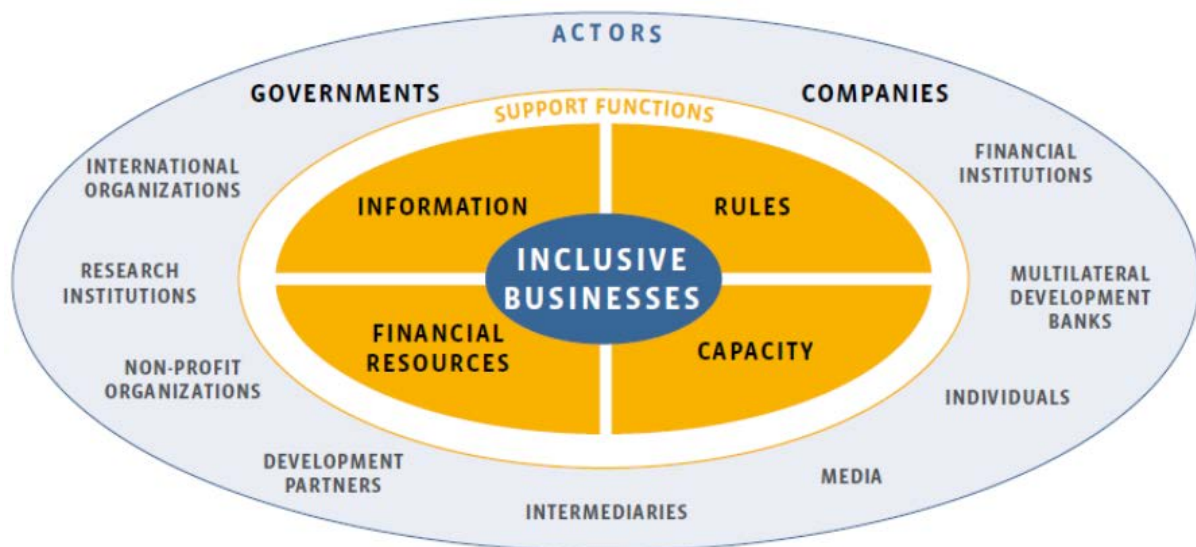 ACTORS
GOVERNMENTS
COMPANIES
SUPPORT FUNCTIONS
INTERNATIONAL
ORGANIZATIONS
FINANCIAL
INSTITUTIONS
INFORMATION
RULES
INCLUSIVE
BUSINESSES
RESEARCH
INSTITUTIONS
MULTILATERAL
DEVELOPMENT
BANKS
FINANCIAL
RESOURCES
CAPACITY
NON-PROFIT
ORGANIZATIONS
INDIVIDUALS
DEVELOPMENT
PARTNERS
MEDIA
INTERMEDIARIES